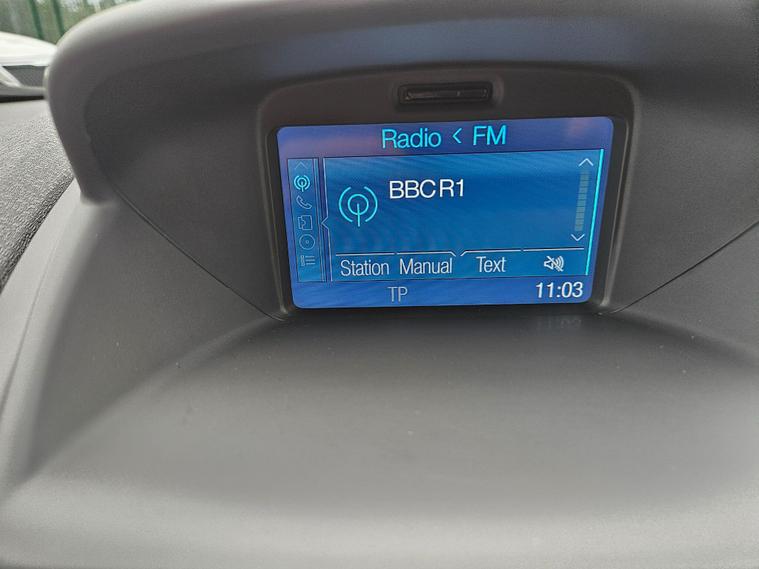 Radio < FM
BBC R1
Station Manual Text
TP 11:03